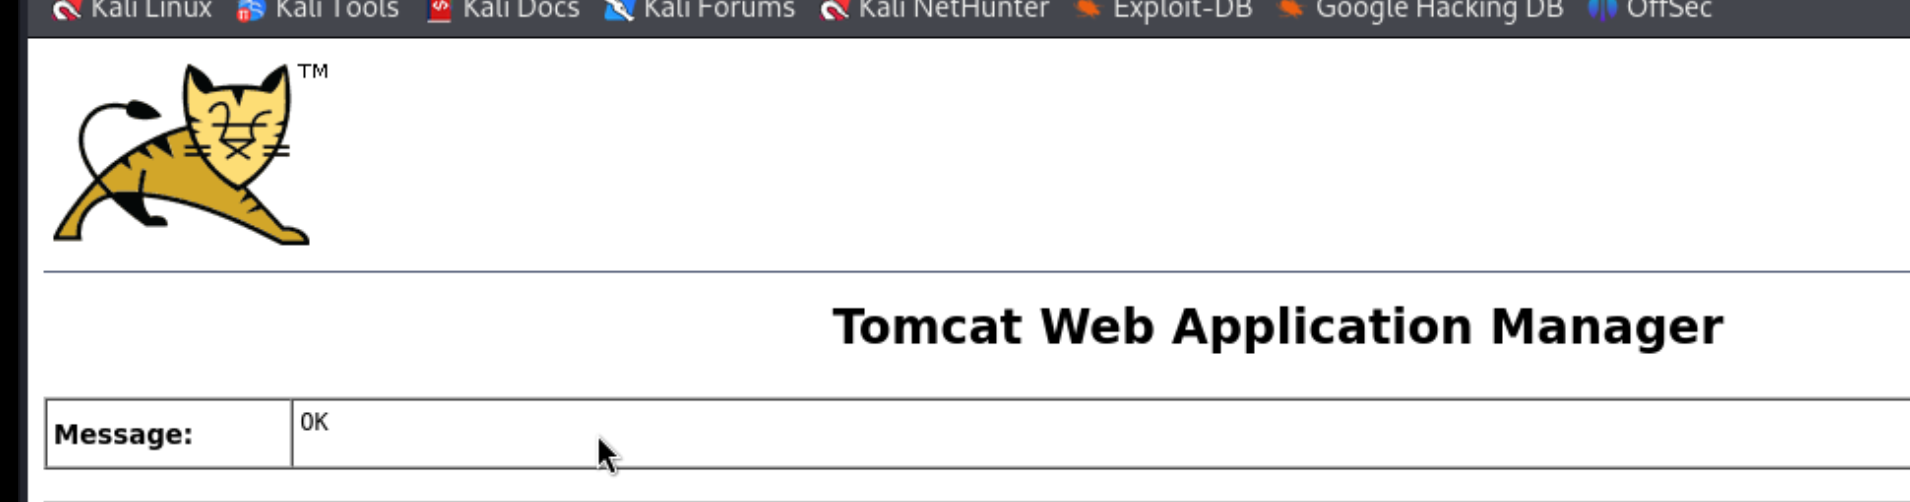 Kali Linux Kali Tools Kali Docs Kali Forums Kali NetHunter Exploit-DB Google Hacking DB OffSec
TM
Tomcat Web Application Manager
Message: OK